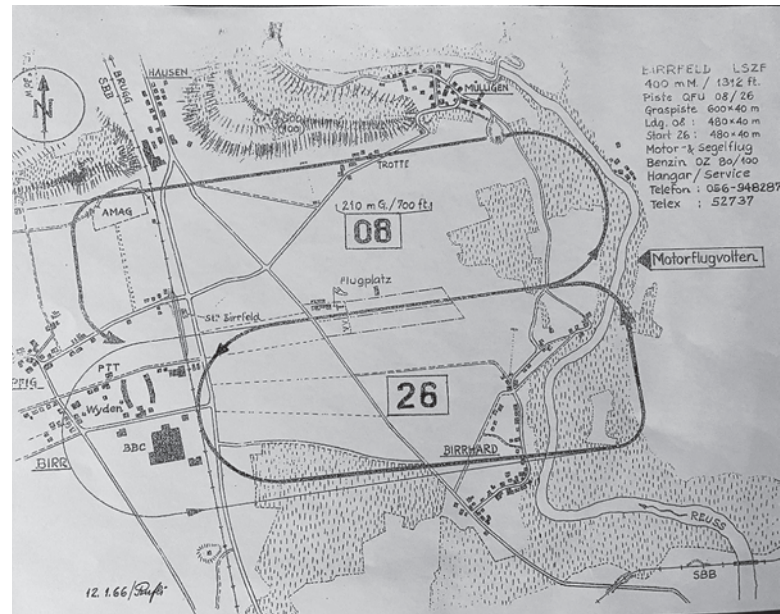 BIRRFELD LSZF
400 m M. / 1312 ft.
Piste QFU 08/26
Graspiste 600×40 m
Ldg. 08 : 480×40 m
Start 26 : 480×40 m
Motor- & Segelflug
Benzin OZ 80/100
Hangar / Service
Telefon : 056-948287
Telex : 52737
N
BRUGG
SBB
HAUSEN
MÜLLIGEN
TROTTE
AMAG
210 m G./700 ft.
08
Motorflugvolten
Flugplatz
Stn. Birrfeld
PTT
Wyden
26
BBC
BIRR
BIRRHARD
REUSS
SBB
12.1.66/